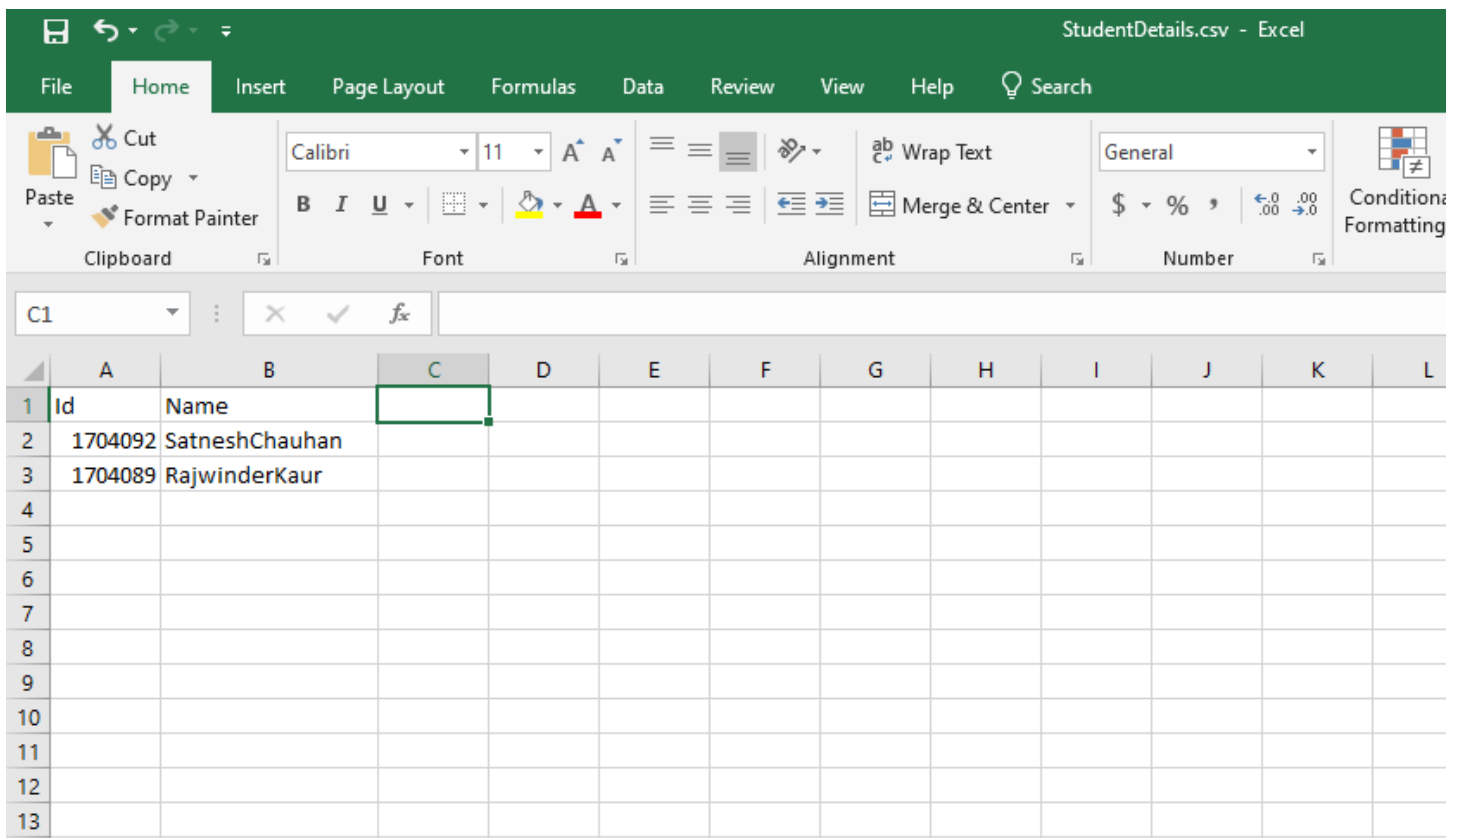 StudentDetails.csv - Excel
File Home Insert Page Layout Formulas Data Review View Help Search
Cut
Copy
Format Painter
Paste
Clipboard
Calibri 11
B I U
Font
Wrap Text
Merge & Center
Alignment
General
$ % ,
Number
Conditiona
Formatting
C1
fx
A B C D E F G H I J K L
1 Id Name
2 1704092 SatneshChauhan
3 1704089 RajwinderKaur
4
5
6
7
8
9
10
11
12
13